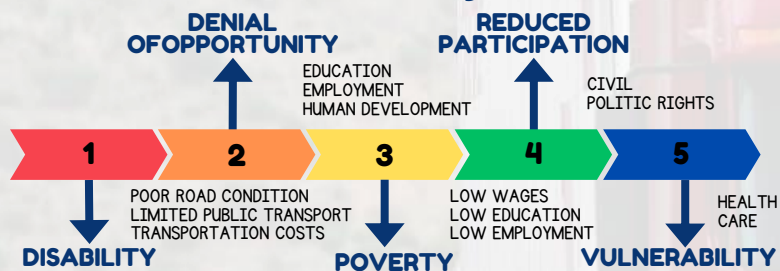 DENIAL
OFOPPORTUNITY
REDUCED
PARTICIPATION
EDUCATION
EMPLOYMENT
HUMAN DEVELOPMENT
CIVIL
POLITIC RIGHTS
1
2
3
4
5
POOR ROAD CONDITION
LIMITED PUBLIC TRANSPORT
TRANSPORTATION COSTS
LOW WAGES
LOW EDUCATION
LOW EMPLOYMENT
HEALTH
CARE
DISABILITY
POVERTY
VULNERABILITY